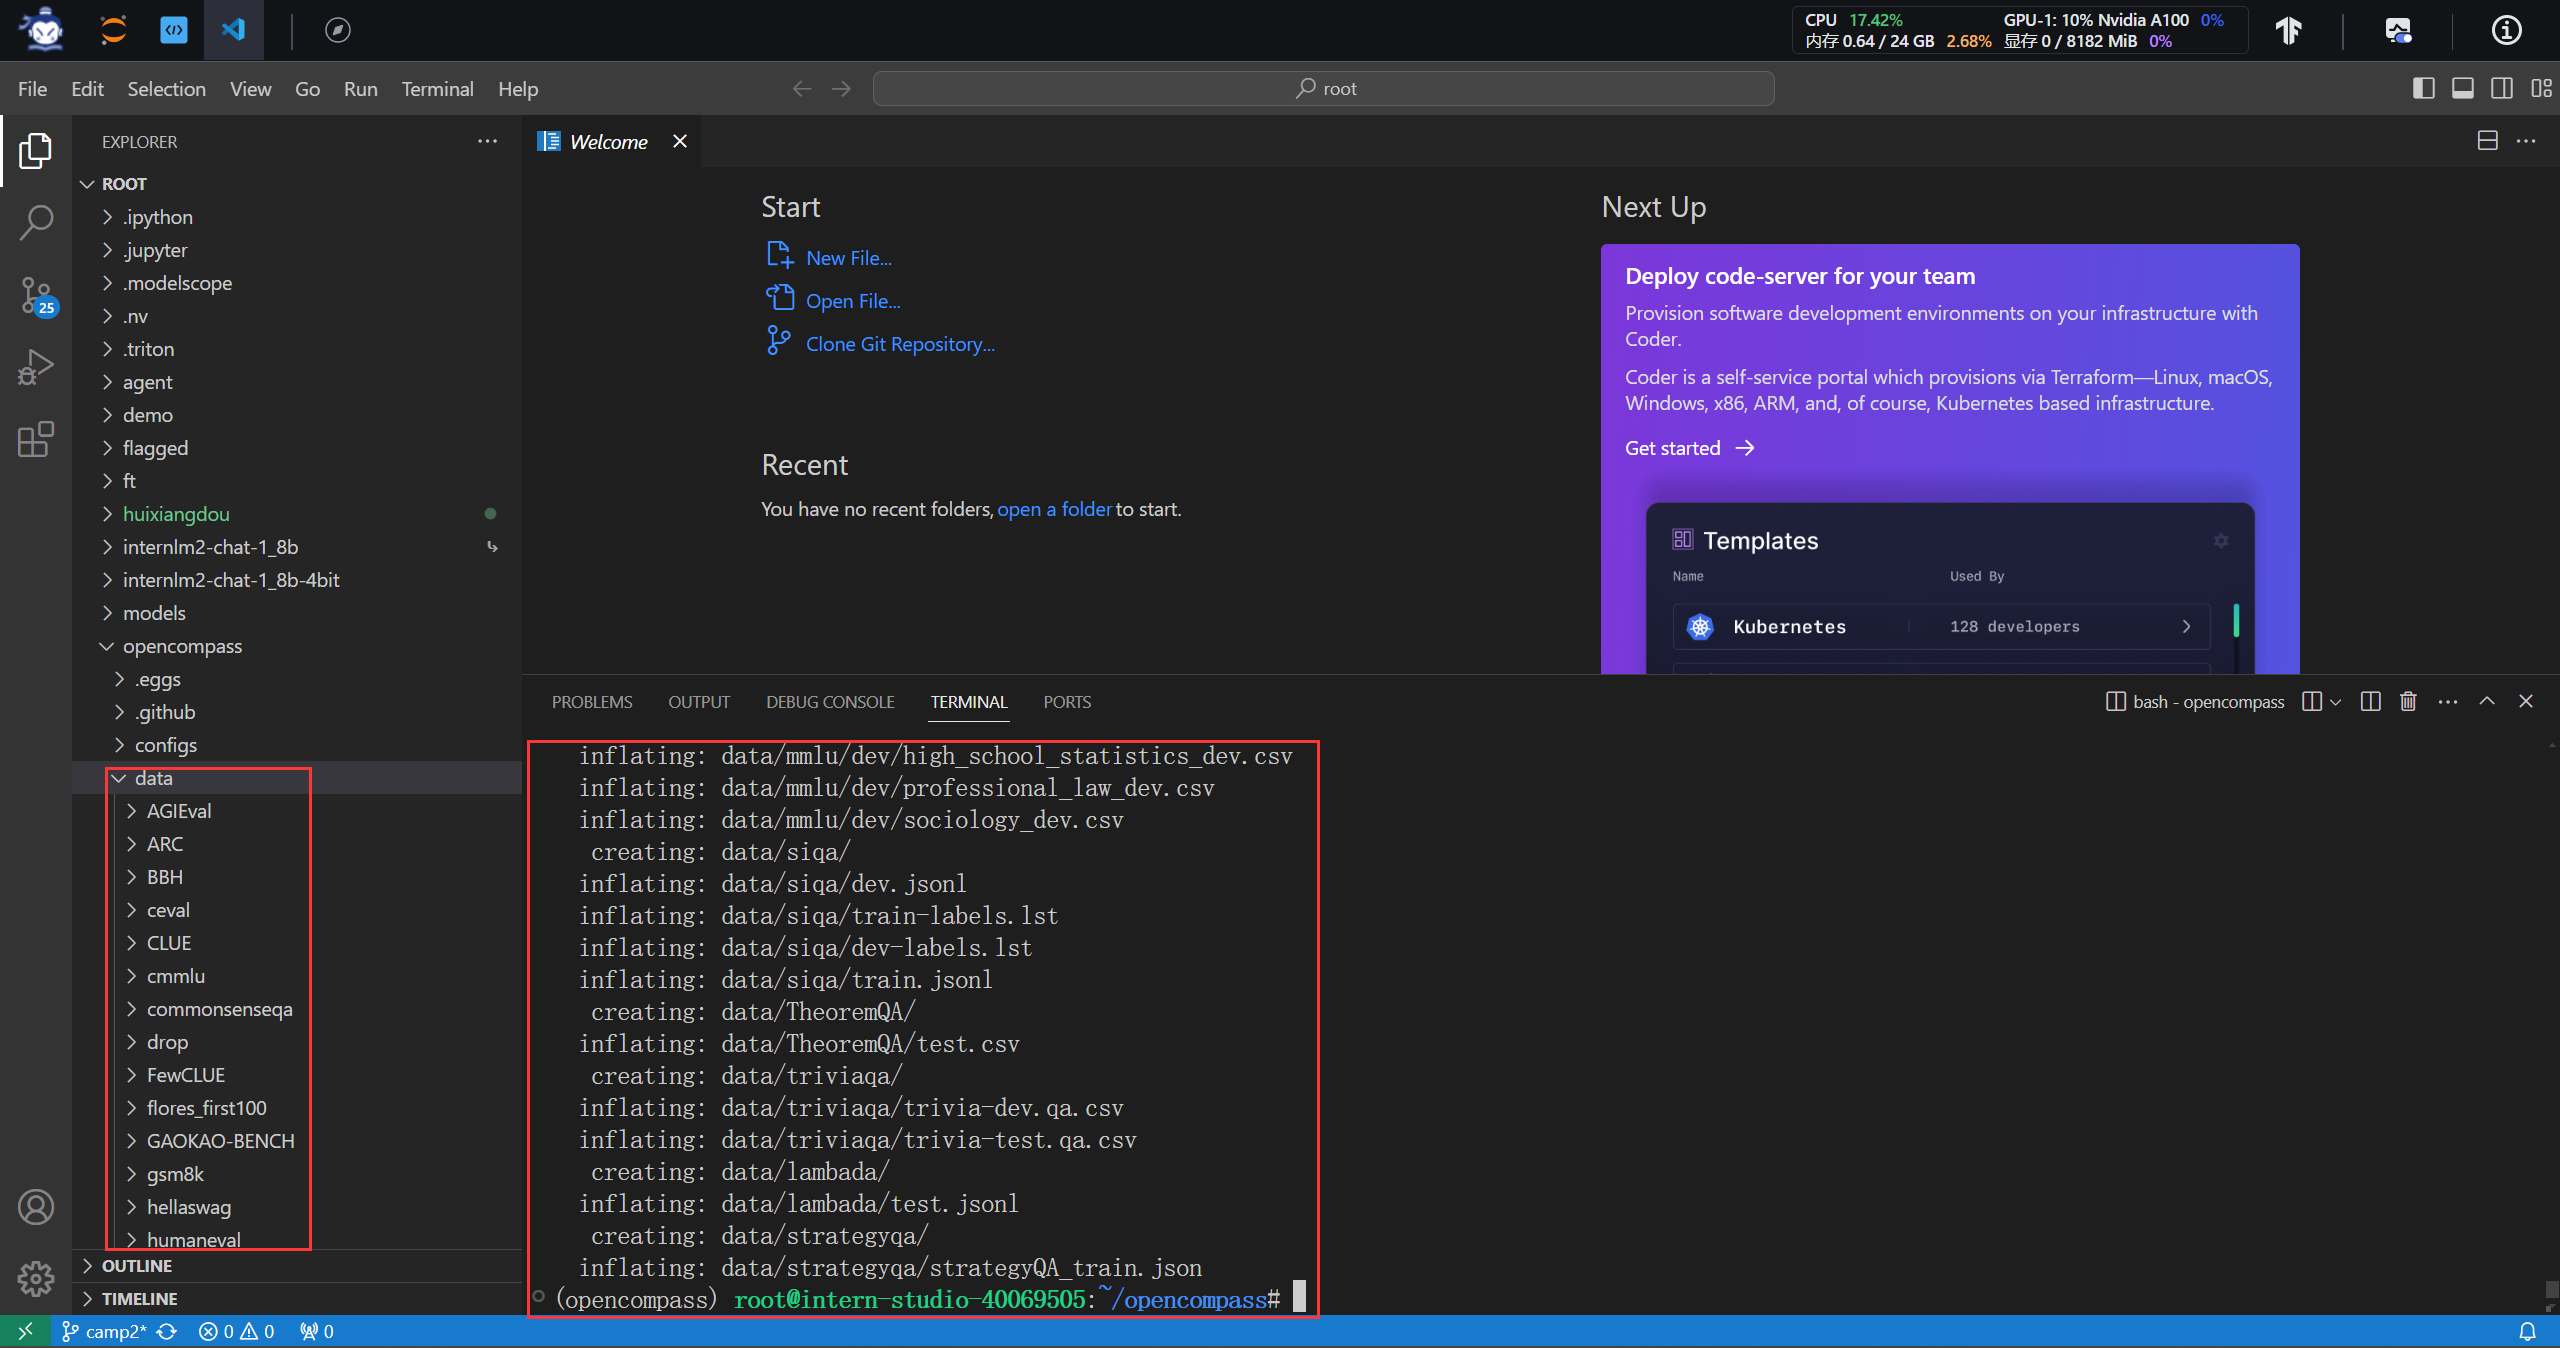 CPU 17.42% GPU-1: 10% Nvidia A100 0%
内存 0.64 / 24 GB 2.68% 显存 0 / 8182 MiB 0%
File Edit Selection View Go Run Terminal Help
root
EXPLORER
Welcome
ROOT
.ipython
.jupyter
.modelscope
.nv
.triton
agent
demo
flagged
ft
huixiangdou
internlm2-chat-1_8b
internlm2-chat-1_8b-4bit
models
opencompass
.eggs
.github
configs
data
AGIEval
ARC
BBH
ceval
CLUE
cmmlu
commonsenseqa
drop
FewCLUE
flores_first100
GAOKAO-BENCH
gsm8k
hellaswag
humaneval
OUTLINE
TIMELINE
25
Start
New File...
Open File...
Clone Git Repository...
Recent
You have no recent folders, open a folder to start.
Next Up
Deploy code-server for your team
Provision software development environments on your infrastructure with
Coder.
Coder is a self-service portal which provisions via Terraform—Linux, macOS,
Windows, x86, ARM, and, of course, Kubernetes based infrastructure.
Get started
Templates
Name Used By
Kubernetes 128 developers
PROBLEMS OUTPUT DEBUG CONSOLE TERMINAL PORTS
bash - opencompass
inflating: data/mmlu/dev/high_school_statistics_dev.csv
inflating: data/mmlu/dev/professional_law_dev.csv
inflating: data/mmlu/dev/sociology_dev.csv
creating: data/siqa/
inflating: data/siqa/dev.jsonl
inflating: data/siqa/train-labels.lst
inflating: data/siqa/dev-labels.lst
inflating: data/siqa/train.jsonl
creating: data/TheoremQA/
inflating: data/TheoremQA/test.csv
creating: data/triviaqa/
inflating: data/triviaqa/trivia-dev.qa.csv
inflating: data/triviaqa/trivia-test.qa.csv
creating: data/lambada/
inflating: data/lambada/test.jsonl
creating: data/strategyqa/
inflating: data/strategyqa/strategyQA_train.json
(opencompass) root@intern-studio-40069505:~/opencompass#
camp2* 0 0 0